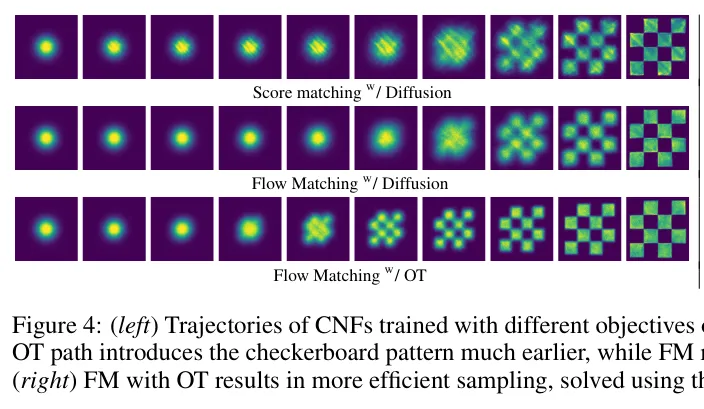 Score matching w/ Diffusion
Flow Matching w/ Diffusion
Flow Matching w/ OT
Figure 4: (left) Trajectories of CNFs trained with different objectives
OT path introduces the checkerboard pattern much earlier, while FM
(right) FM with OT results in more efficient sampling, solved using